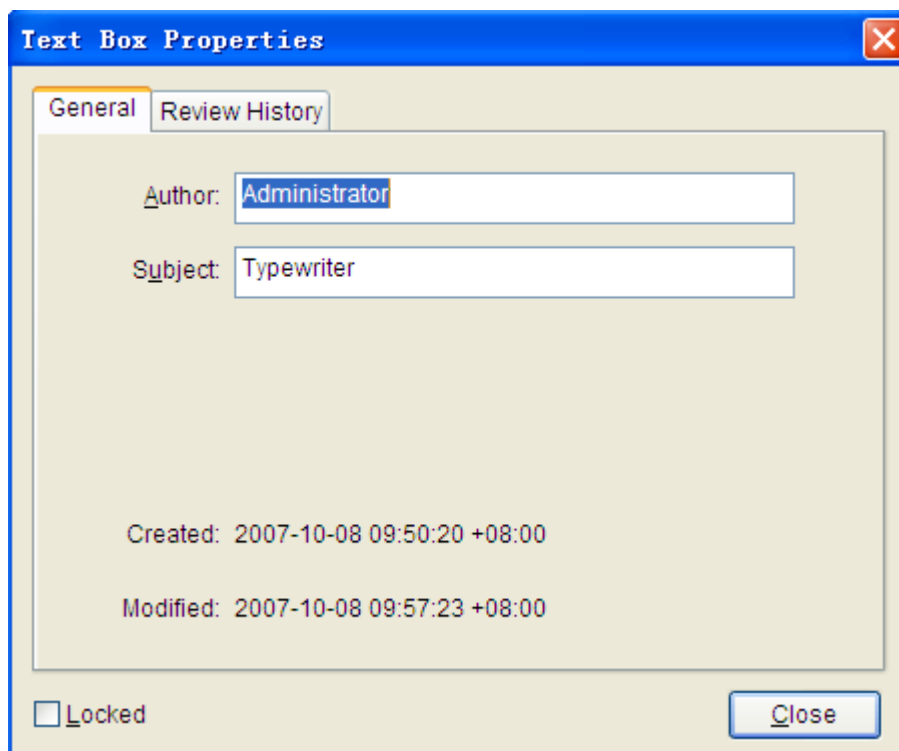 Text Box Properties
General Review History
Author: Administrator
Subject: Typewriter
Created: 2007-10-08 09:50:20 +08:00
Modified: 2007-10-08 09:57:23 +08:00
Locked Close